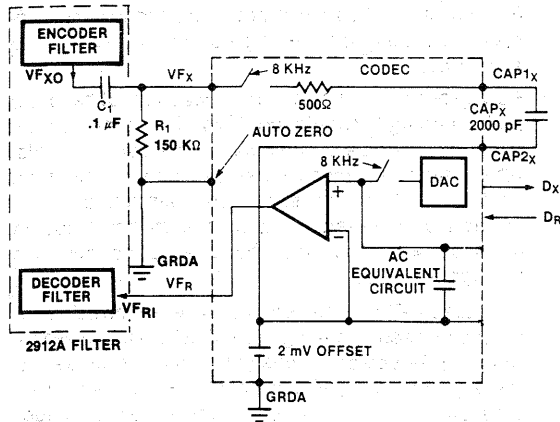 ENCODER
FILTER
VFXO
C1
.1 µF
VFX
R1
150 KΩ
8 KHz
CODEC
500Ω
CAP1X
CAPX
2000 pF
CAP2X
AUTO ZERO
8 KHz
DAC
DX
DR
+
−
GRDA
VFR
AC
EQUIVALENT
CIRCUIT
DECODER
FILTER
VFRI
2912A FILTER
2 mV OFFSET
GRDA